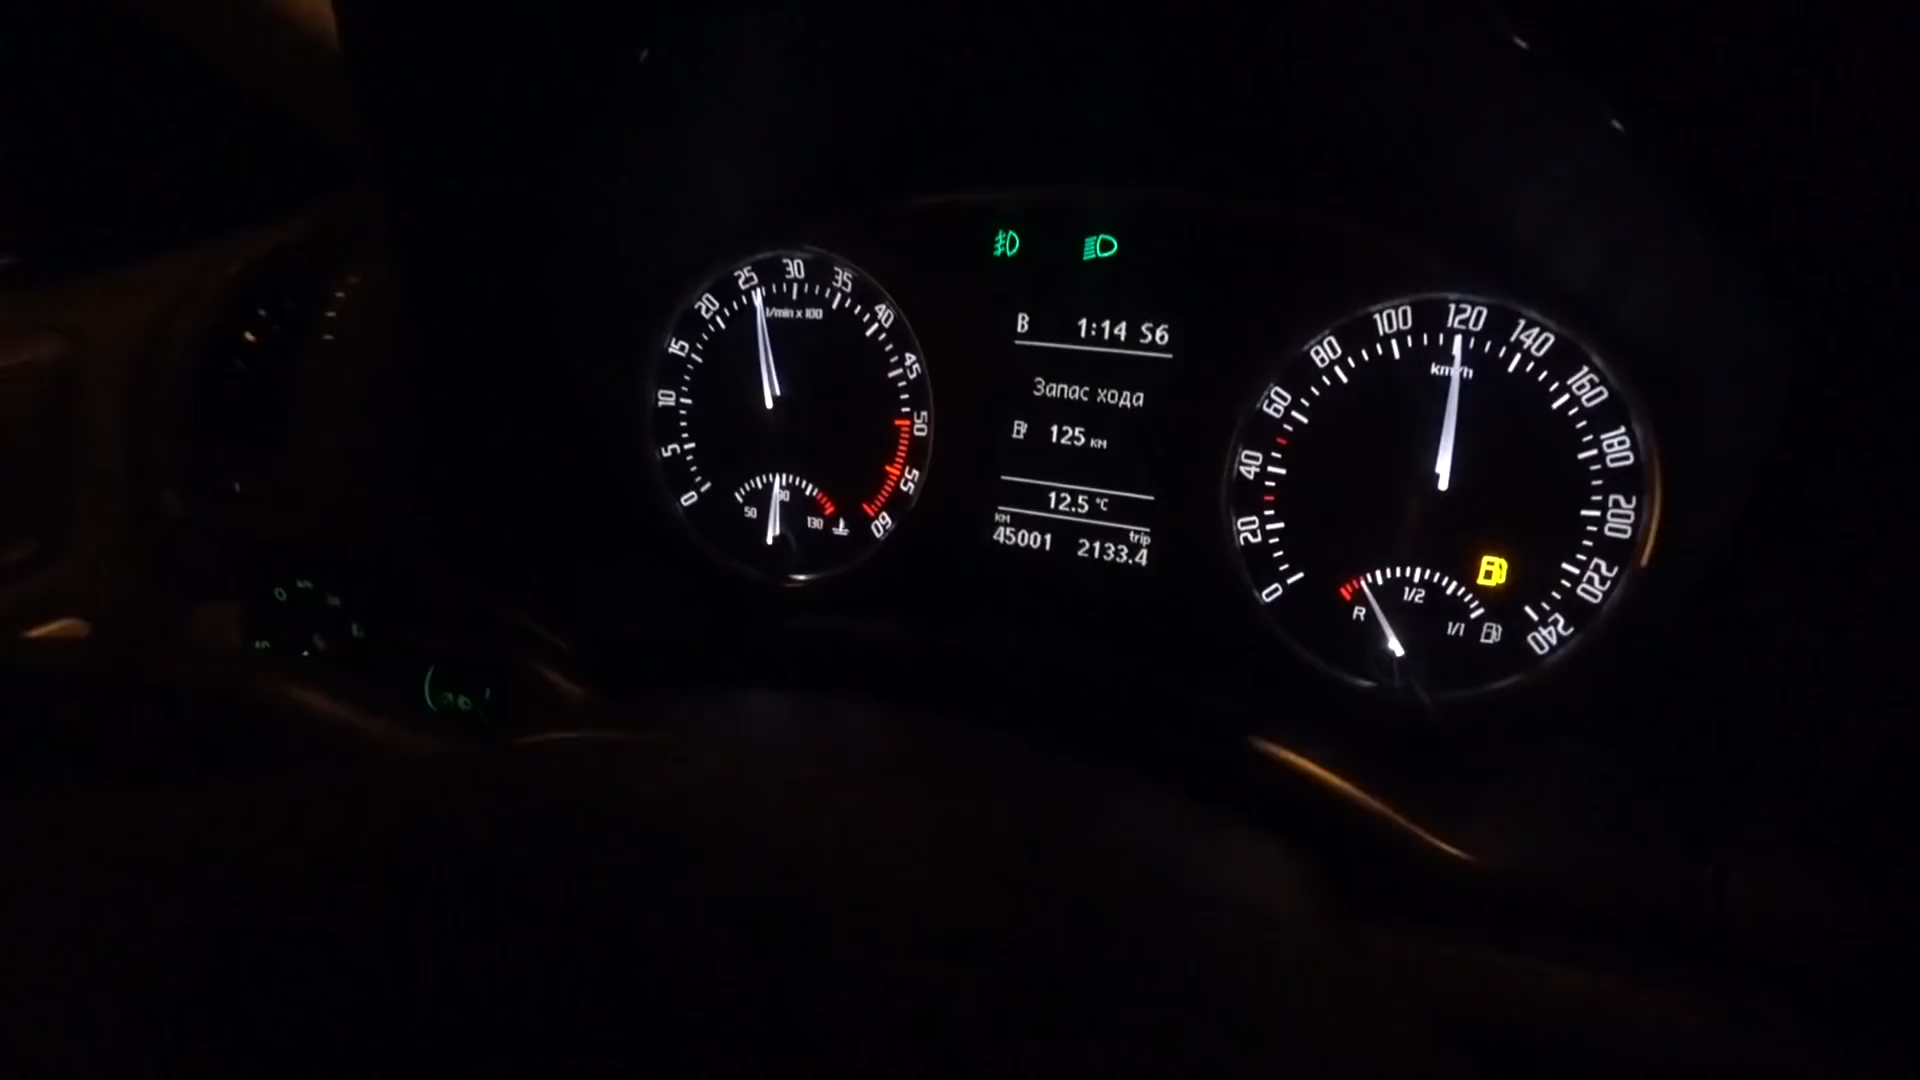 0 5 10 15 20 25 30 35 40 45 50 55 60
1/min x 100
50 90 130
B 1:14 S6
Запас хода
125 км
12.5 °C
км trip
45001 2133.4
0 20 40 60 80 100 120 140 160 180 200 220 240
km/h
R 1/2 1/1